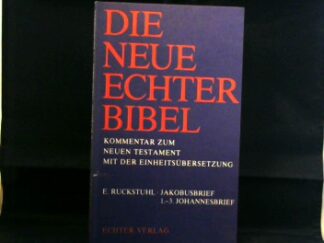 DIE
NEUE
ECHTER
BIBEL
KOMMENTAR ZUM
NEUEN TESTAMENT
MIT DER EINHEITSÜBERSETZUNG
E. RUCKSTUHL · JAKOBUSBRIEF
1.–3. JOHANNESBRIEF
ECHTER VERLAG